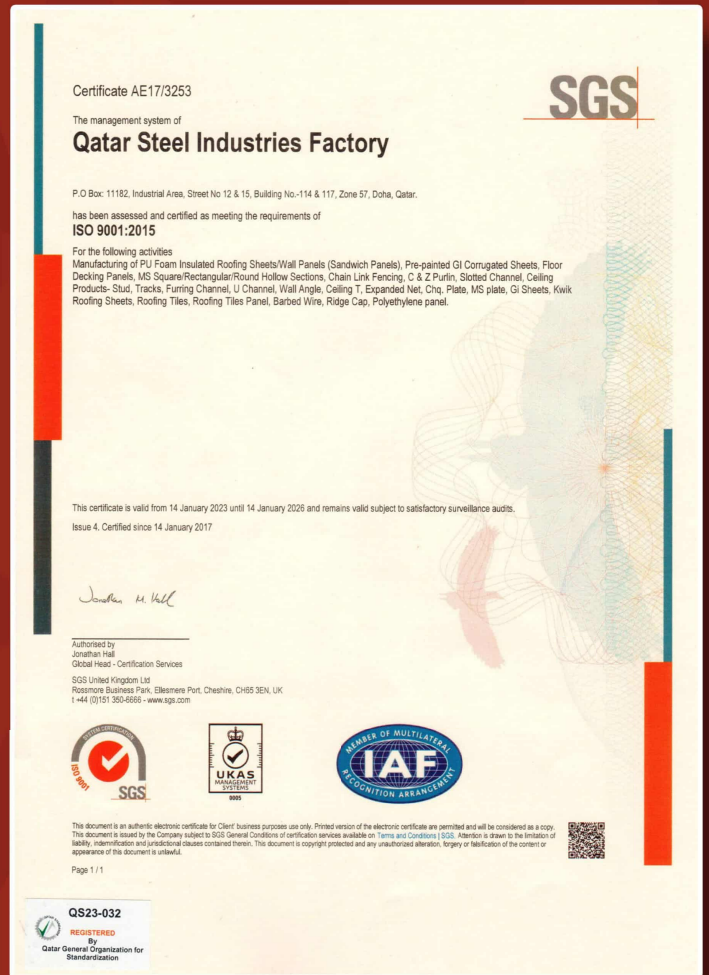 SGS
Certificate AE17/3253
The management system of
Qatar Steel Industries Factory
P.O Box: 11182, Industrial Area, Street No 12 & 15, Building No.-114 & 117, Zone 57, Doha, Qatar.
has been assessed and certified as meeting the requirements of
ISO 9001:2015
For the following activities
Manufacturing of PU Foam Insulated Roofing Sheets/Wall Panels (Sandwich Panels), Pre-painted GI Corrugated Sheets, Floor
Decking Panels, MS Square/Rectangular/Round Hollow Sections, Chain Link Fencing, C & Z Purlin, Slotted Channel, Ceiling
Products- Stud, Tracks, Furring Channel, U Channel, Wall Angle, Ceiling T, Expanded Net, Chq. Plate, MS plate, Gi Sheets, Kwik
Roofing Sheets, Roofing Tiles, Roofing Tiles Panel, Barbed Wire, Ridge Cap, Polyethylene panel.
This certificate is valid from 14 January 2023 until 14 January 2026 and remains valid subject to satisfactory surveillance audits.
Issue 4. Certified since 14 January 2017
Jonathan M. Hall
Authorised by
Jonathan Hall
Global Head - Certification Services
SGS United Kingdom Ltd
Rossmore Business Park, Ellesmere Port, Cheshire, CH65 3EN, UK
t +44 (0)151 350-6666 - www.sgs.com
SYSTEM CERTIFICATION
ISO 9001
SGS
UKAS
MANAGEMENT
SYSTEMS
0005
MEMBER OF MULTILATERAL
IAF
RECOGNITION ARRANGEMENT
This document is an authentic electronic certificate for Client' business purposes use only. Printed version of the electronic certificate are permitted and will be considered as a copy.
This document is issued by the Company subject to SGS General Conditions of certification services available on Terms and Conditions | SGS. Attention is drawn to the limitation of
liability, indemnification and jurisdictional clauses contained therein. This document is copyright protected and any unauthorized alteration, forgery or falsification of the content or
appearance of this document is unlawful.
Page 1 / 1
QS23-032
REGISTERED
By
Qatar General Organization for
Standardization